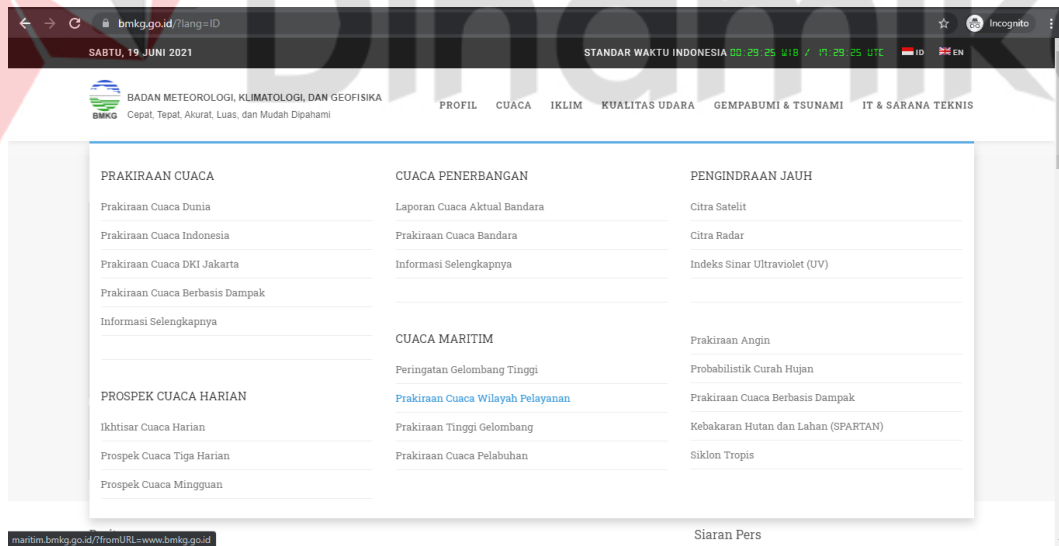 Dinamik
bmkg.go.id/?lang=ID
Incognito
SABTU, 19 JUNI 2021
STANDAR WAKTU INDONESIA 00:29:25 WIB / 17:29:25 UTC
ID
EN
BMKG
BADAN METEOROLOGI, KLIMATOLOGI, DAN GEOFISIKA
Cepat, Tepat, Akurat, Luas, dan Mudah Dipahami
PROFIL CUACA IKLIM KUALITAS UDARA GEMPABUMI & TSUNAMI IT & SARANA TEKNIS
PRAKIRAAN CUACA
Prakiraan Cuaca Dunia
Prakiraan Cuaca Indonesia
Prakiraan Cuaca DKI Jakarta
Prakiraan Cuaca Berbasis Dampak
Informasi Selengkapnya
PROSPEK CUACA HARIAN
Ikhtisar Cuaca Harian
Prospek Cuaca Tiga Harian
Prospek Cuaca Mingguan
CUACA PENERBANGAN
Laporan Cuaca Aktual Bandara
Prakiraan Cuaca Bandara
Informasi Selengkapnya
CUACA MARITIM
Peringatan Gelombang Tinggi
Prakiraan Cuaca Wilayah Pelayanan
Prakiraan Tinggi Gelombang
Prakiraan Cuaca Pelabuhan
PENGINDRAAN JAUH
Citra Satelit
Citra Radar
Indeks Sinar Ultraviolet (UV)
Prakiraan Angin
Probabilistik Curah Hujan
Prakiraan Cuaca Berbasis Dampak
Kebakaran Hutan dan Lahan (SPARTAN)
Siklon Tropis
Siaran Pers
maritim.bmkg.go.id/?fromURL=www.bmkg.go.id